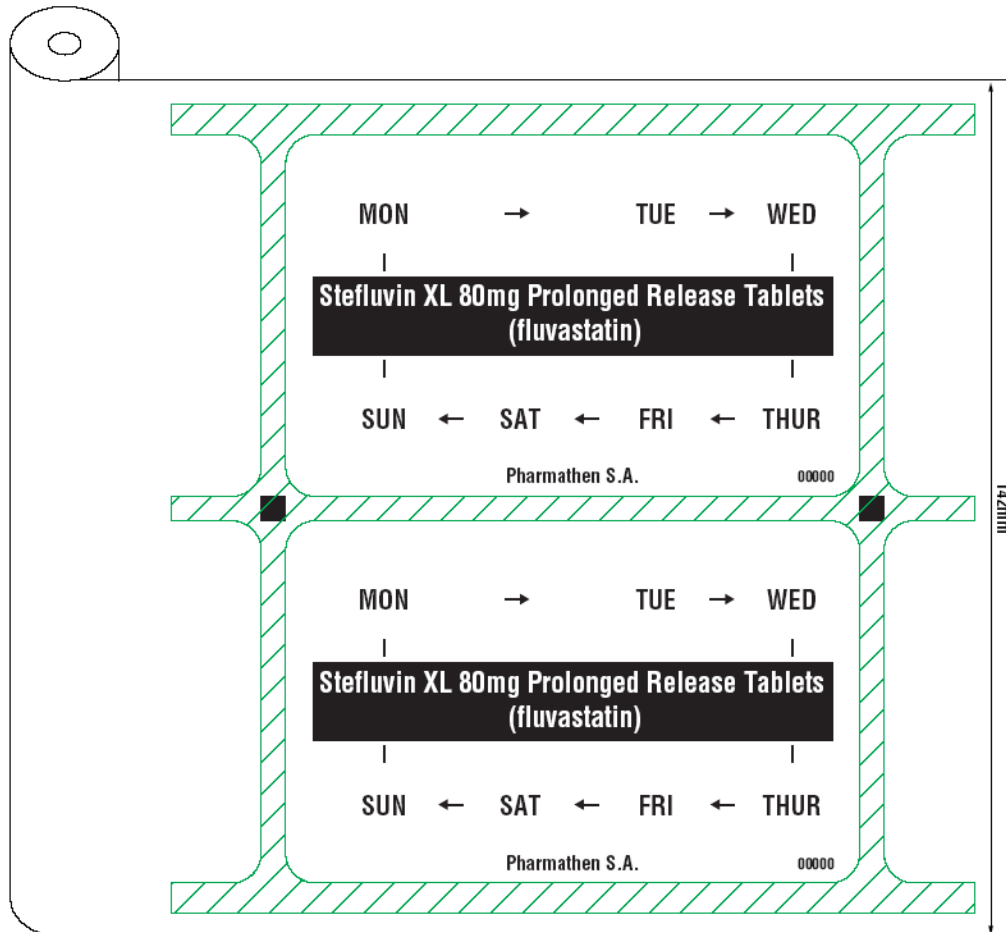 MON → TUE → WED
Stefluvin XL 80mg Prolonged Release Tablets
(fluvastatin)
SUN ← SAT ← FRI ← THUR
Pharmathen S.A. 00000
142mm
MON → TUE → WED
Stefluvin XL 80mg Prolonged Release Tablets
(fluvastatin)
SUN ← SAT ← FRI ← THUR
Pharmathen S.A. 00000